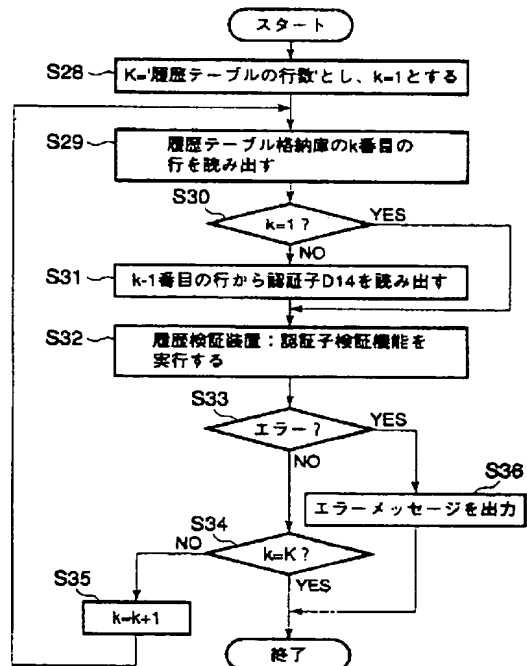 スタート
S28
K='履歴テーブルの行数'とし、k=1とする
S29
履歴テーブル格納庫のk番目の
行を読み出す
S30
k=1?
YES
NO
S31
k-1番目の行から認証子D14を読み出す
S32
履歴検証装置:認証子検証機能を
実行する
S33
エラー?
YES
NO
S36
エラーメッセージを出力
S34
k=K?
NO
YES
S35
k=k+1
終了